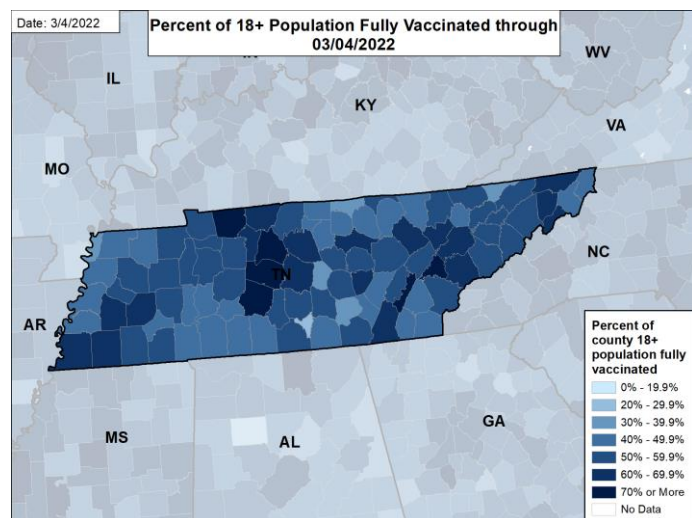 Date: 3/4/2022
Percent of 18+ Population Fully Vaccinated through
03/04/2022
WV
IL
KY
VA
MO
TN
NC
AR
MS
AL
GA
Percent of
county 18+
population fully
vaccinated
0% - 19.9%
20% - 29.9%
30% - 39.9%
40% - 49.9%
50% - 59.9%
60% - 69.9%
70% or More
No Data